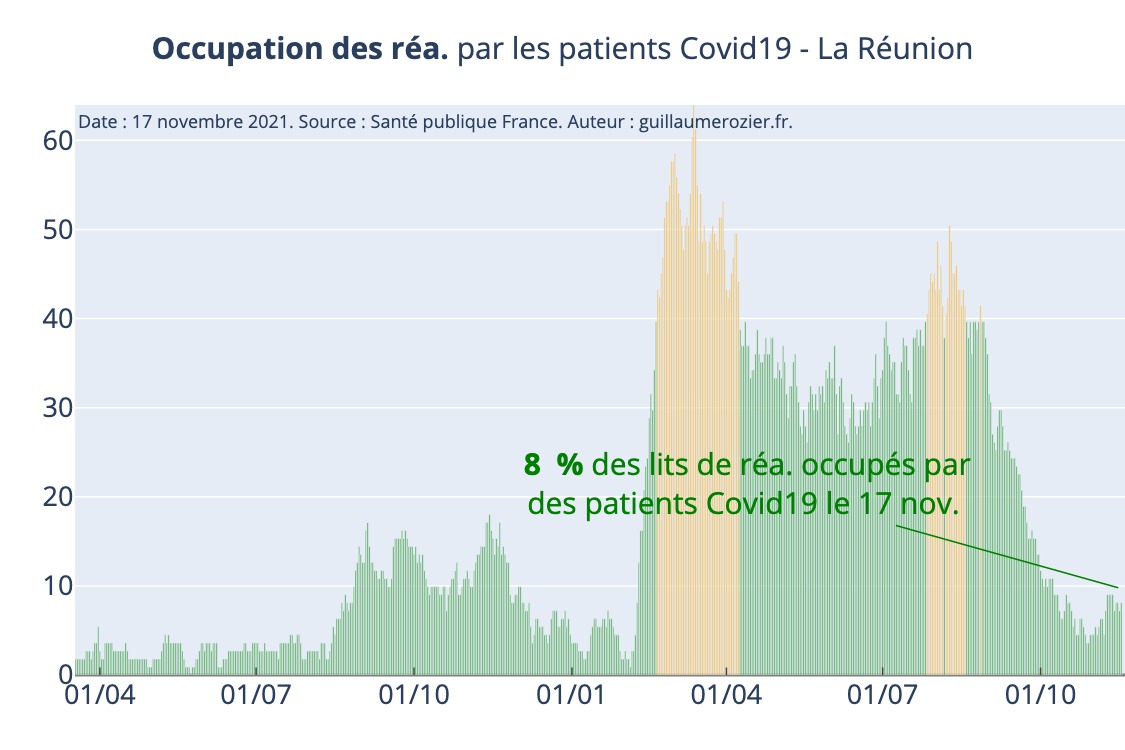 Occupation des réa. par les patients Covid19 - La Réunion
Date : 17 novembre 2021. Source : Santé publique France. Auteur : guillaumerozier.fr.
60
50
40
30
20
10
0
8 % des lits de réa. occupés par
des patients Covid19 le 17 nov.
01/04 01/07 01/10 01/01 01/04 01/07 01/10